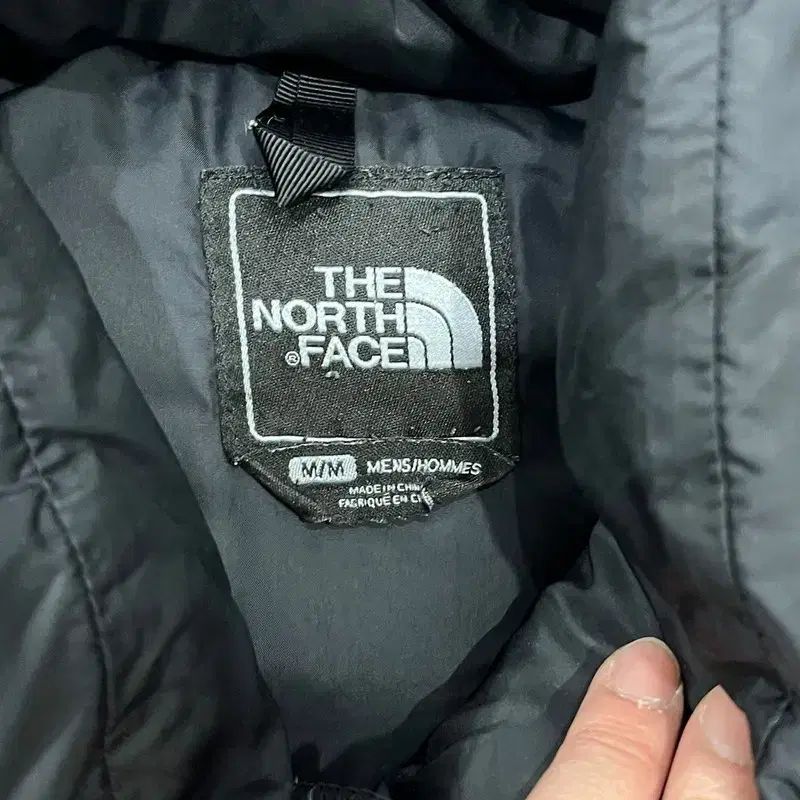 THE
NORTH
®FACE
M/M MENS/HOMMES
MADE IN
FABRIQUE EN